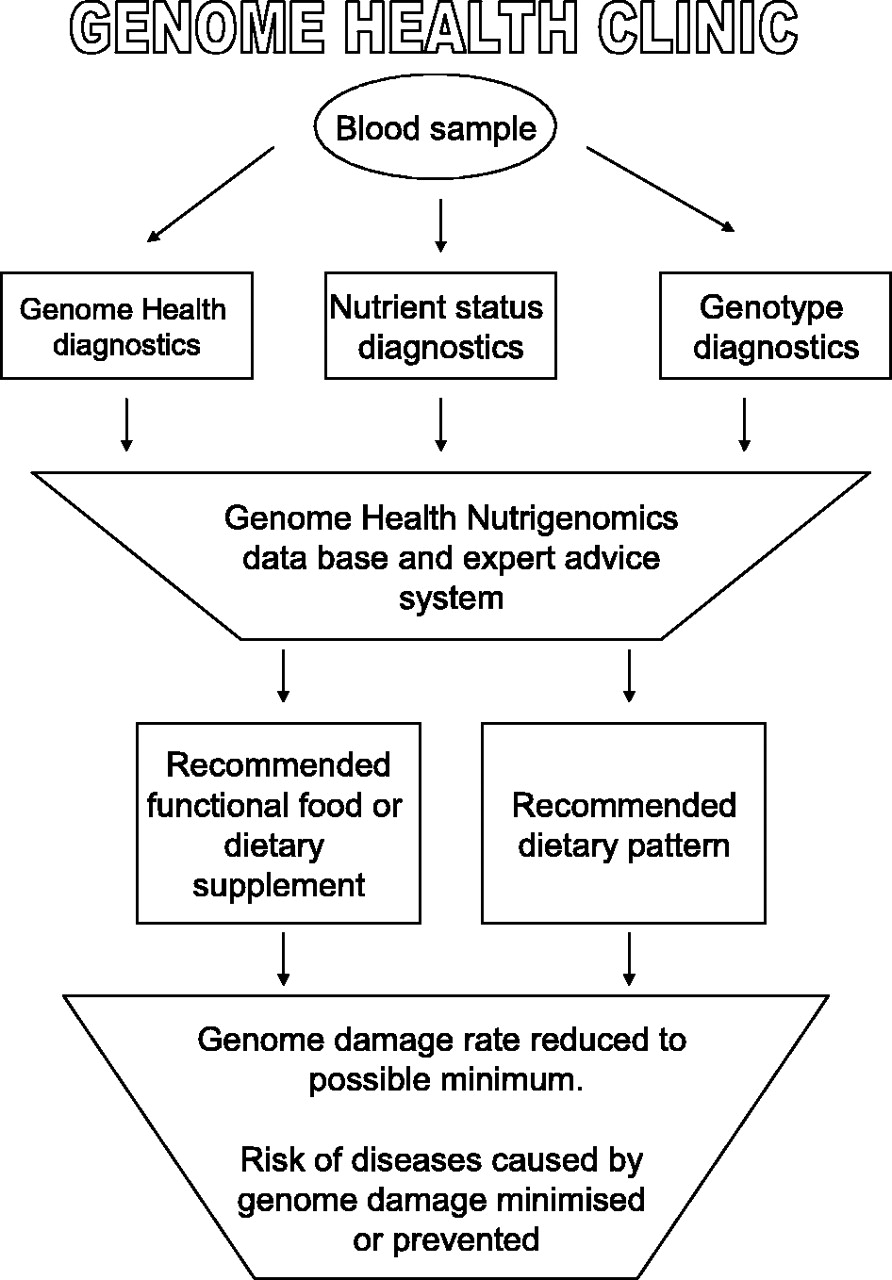 GENOME HEALTH CLINIC
Blood sample
Genome Health
diagnostics
Nutrient status
diagnostics
Genotype
diagnostics
Genome Health Nutrigenomics
data base and expert advice
system
Recommended
functional food or
dietary
supplement
Recommended
dietary pattern
Genome damage rate reduced to
possible minimum.
Risk of diseases caused by
genome damage minimised
or prevented